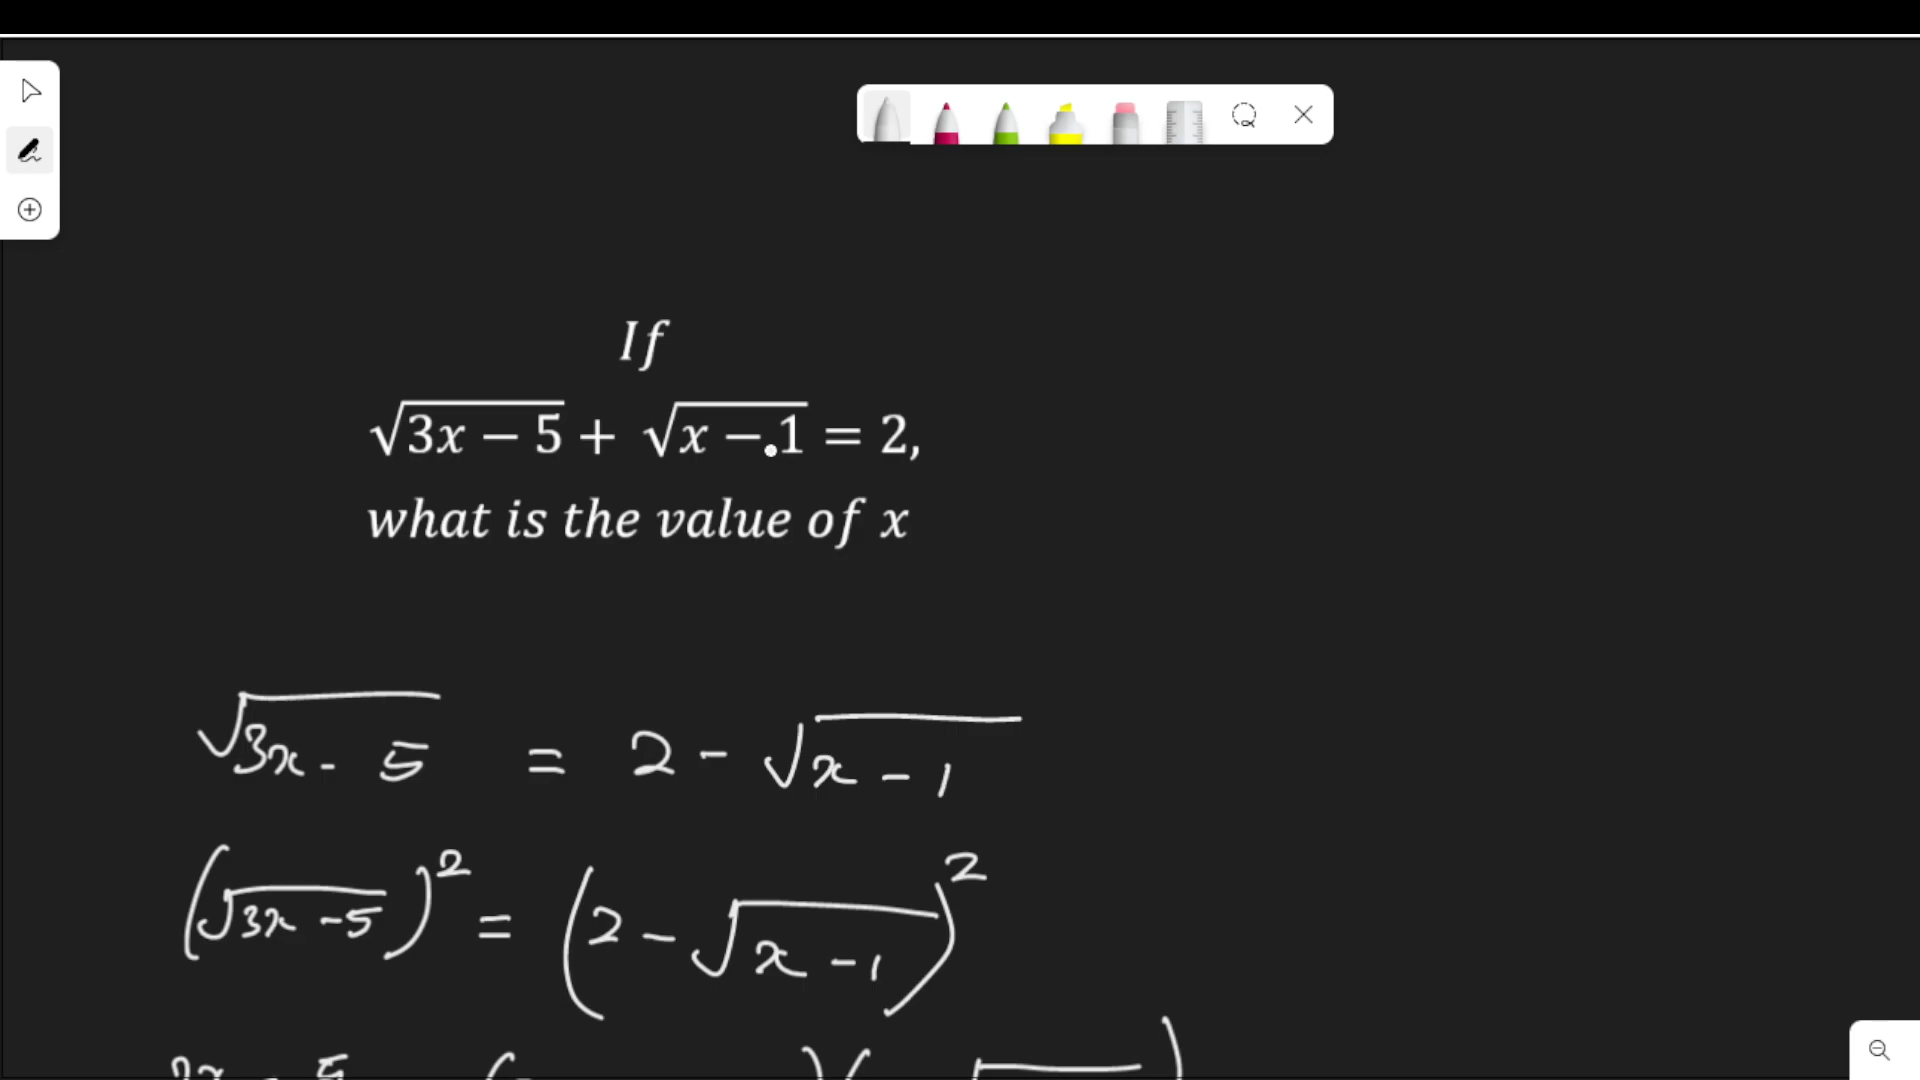 If
√3x − 5 + √x − 1 = 2,
what is the value of x
√3x - 5 = 2 - √x - 1
(√3x - 5)² = (2 - √x - 1)²